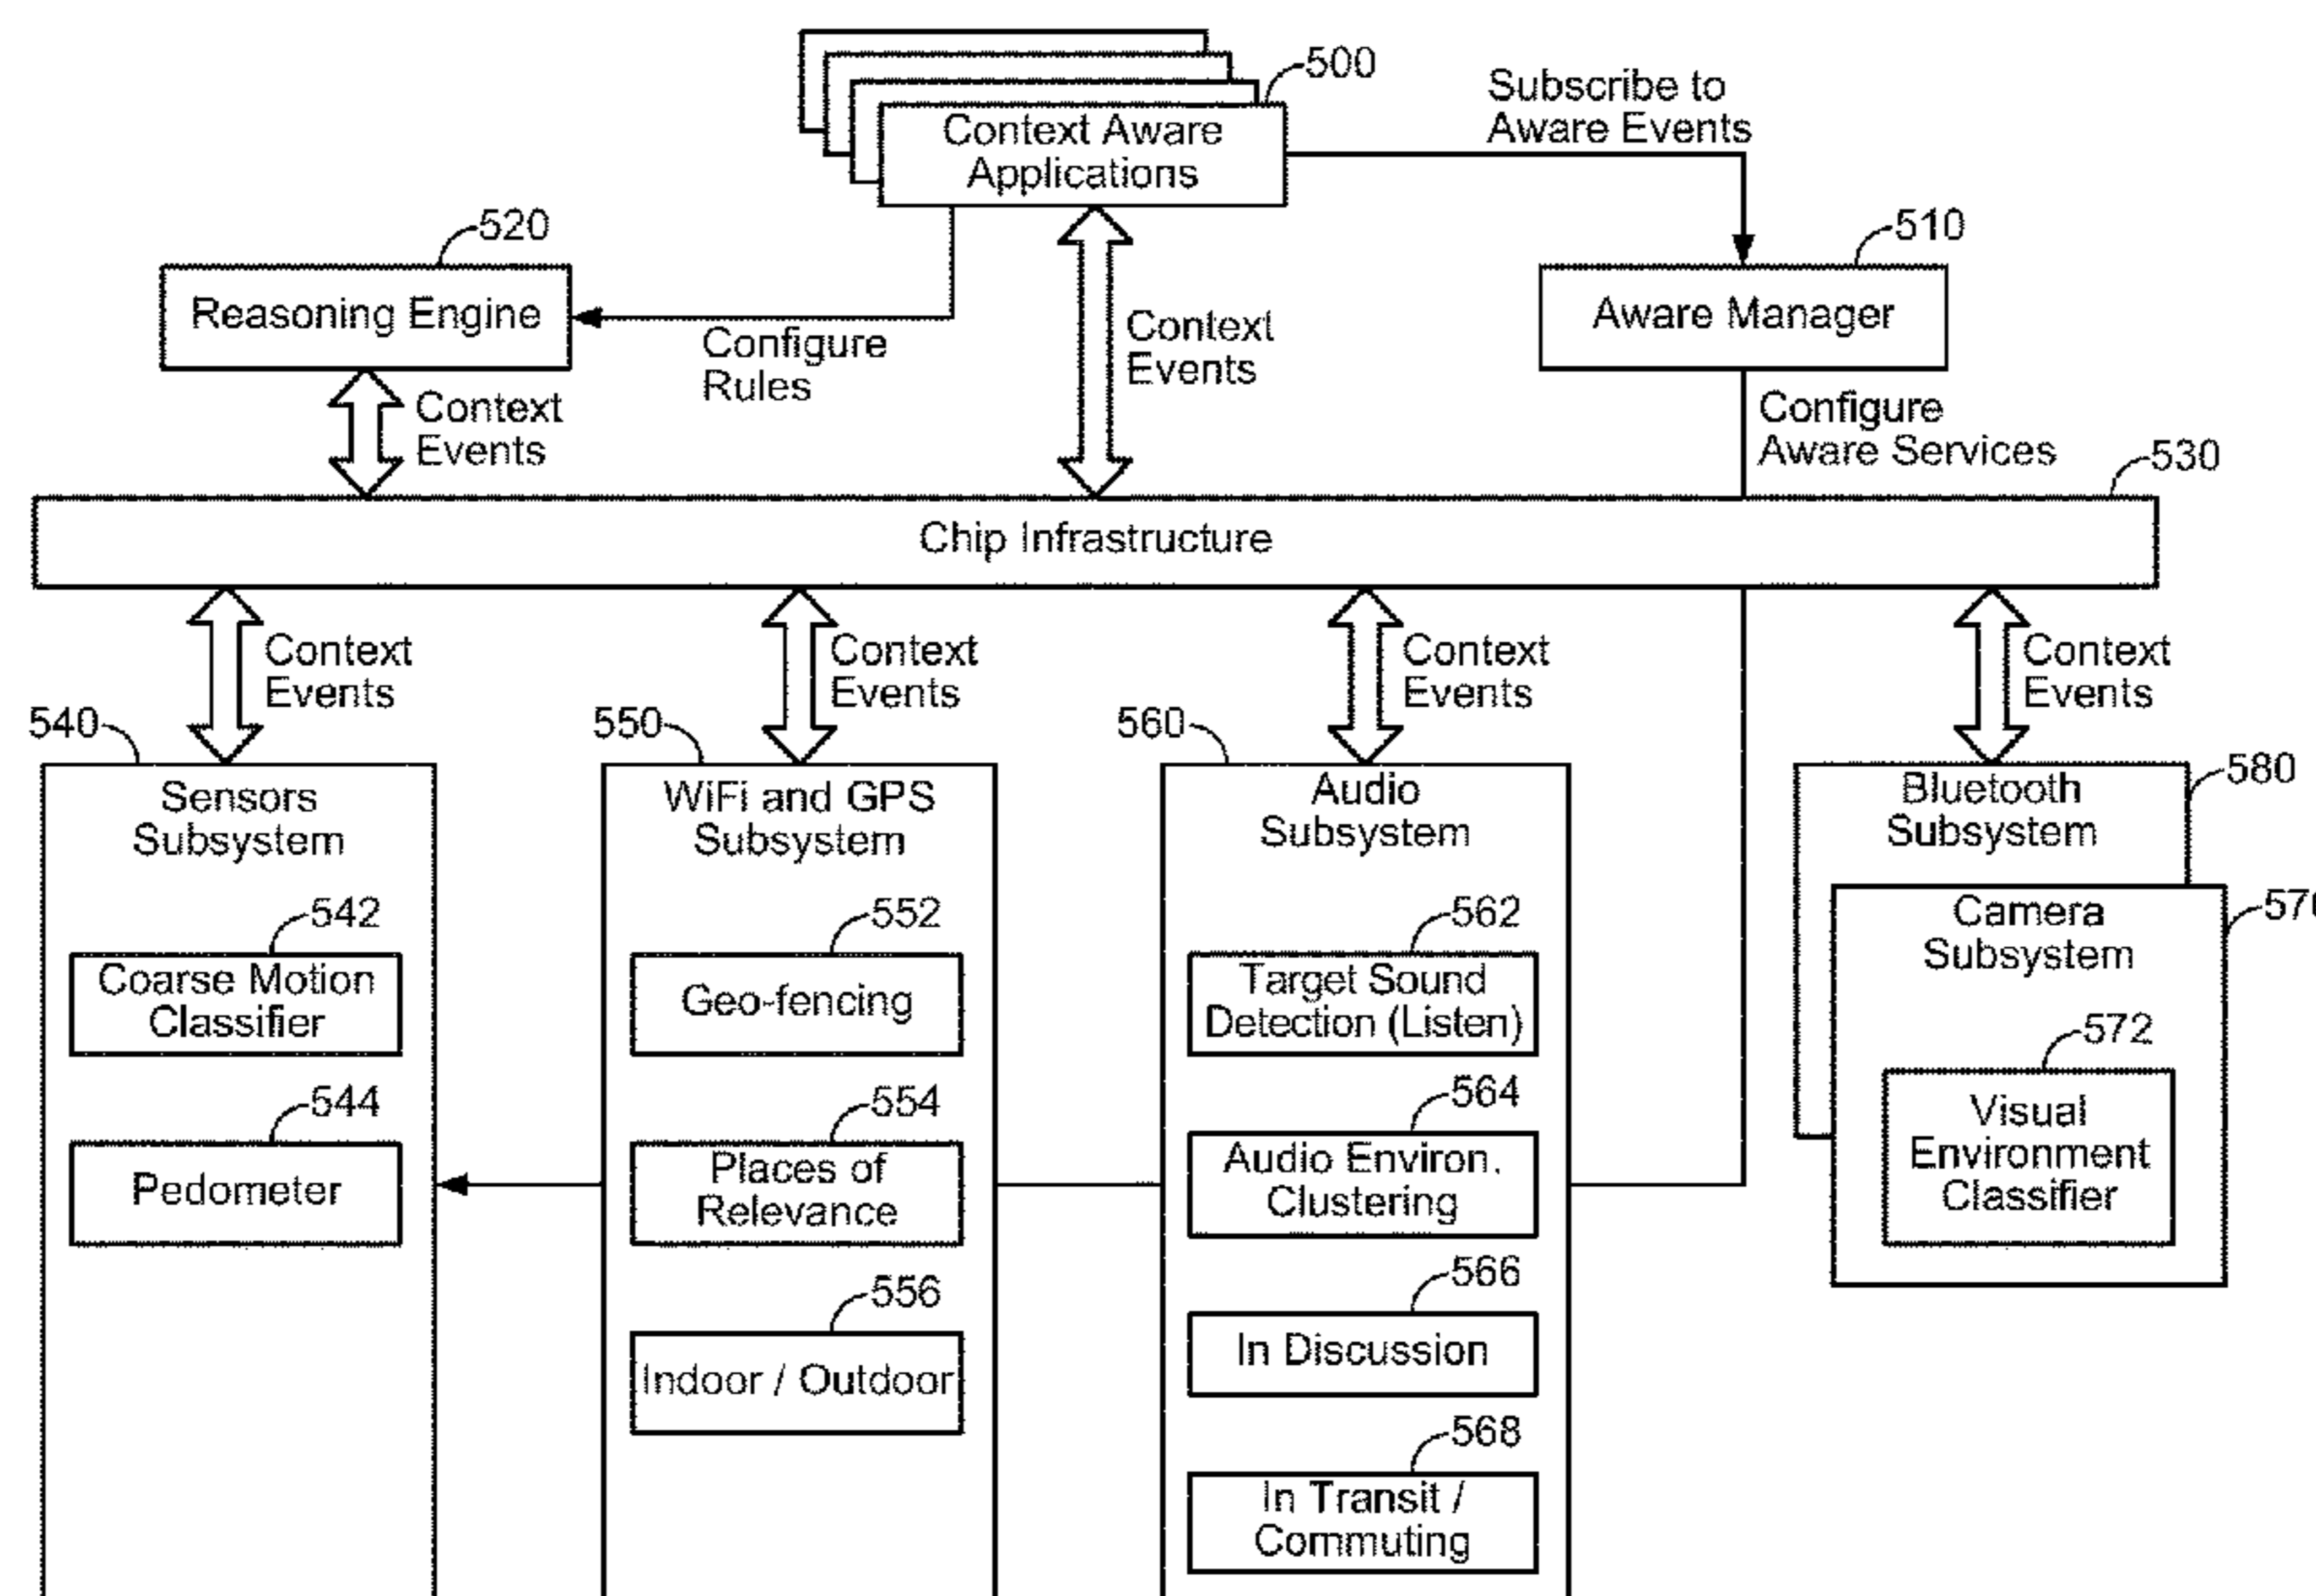 500
Context Aware
Applications
Subscribe to
Aware Events
520
Reasoning Engine
Configure
Rules
Context
Events
510
Aware Manager
Context
Events
Configure
Aware Services
530
Chip Infrastructure
Context
Events
Context
Events
Context
Events
Context
Events
540
Sensors
Subsystem
542
Coarse Motion
Classifier
544
Pedometer
550
WiFi and GPS
Subsystem
552
Geo-fencing
554
Places of
Relevance
556
Indoor / Outdoor
560
Audio
Subsystem
562
Target Sound
Detection (Listen)
564
Audio Environ.
Clustering
566
In Discussion
568
In Transit /
Commuting
580
Bluetooth
Subsystem
Camera
Subsystem
572
Visual
Environment
Classifier